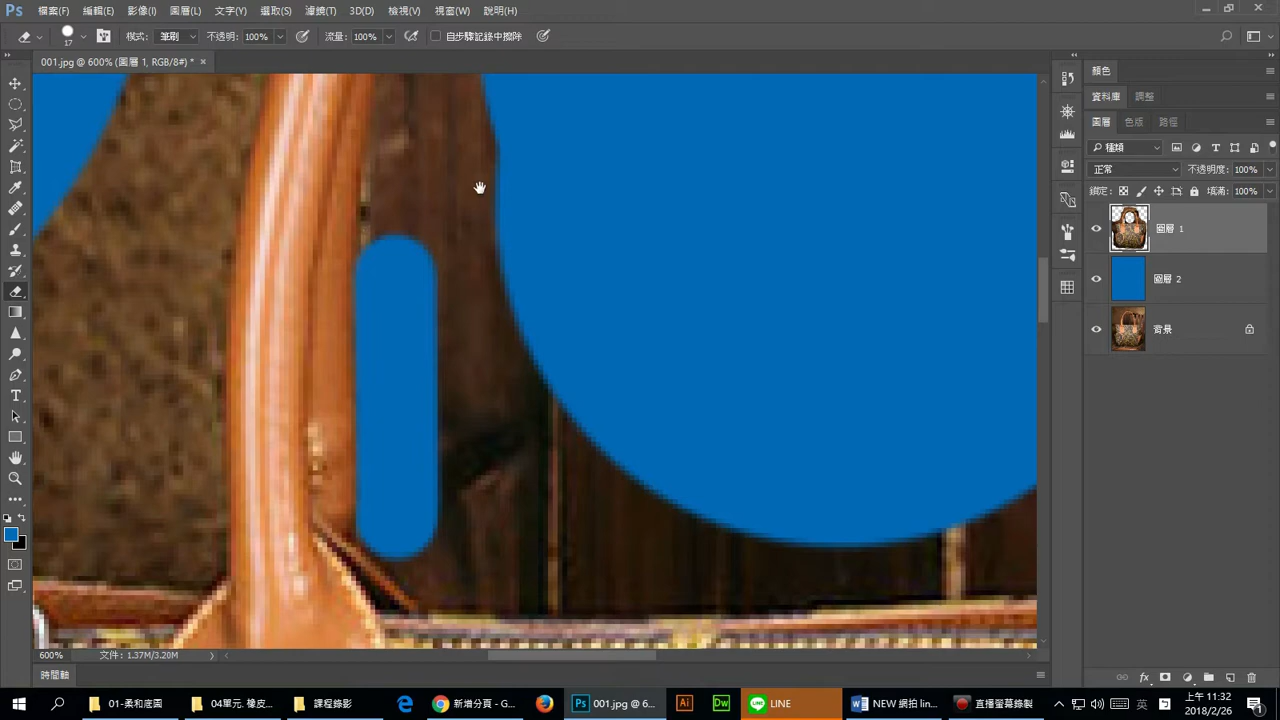 Ps 檔案(F) 編輯(E) 影像(I) 圖層(L) 文字(Y) 選取(S) 濾鏡(T) 3D(D) 檢視(V) 視窗(W) 說明(H)
17 模式: 筆刷 不透明: 100% 流量: 100% 自步驟記錄中擦除
001.jpg @ 600% (圖層 1, RGB/8#) * ×
顏色
資料庫 調整
圖層 色版 路徑
種類
正常 不透明度: 100%
鎖定: 填滿: 100%
圖層 1
圖層 2
背景
600% 文件: 1.37M/3.20M
時間軸
01-柔和底圖 04單元. 橡皮... 課程錄影 新增分頁 - G... Ps 001.jpg @ 6... Ai Dw LINE NEW 網拍 lin... 直播螢幕錄製 英 上午 11:32
2018/2/26